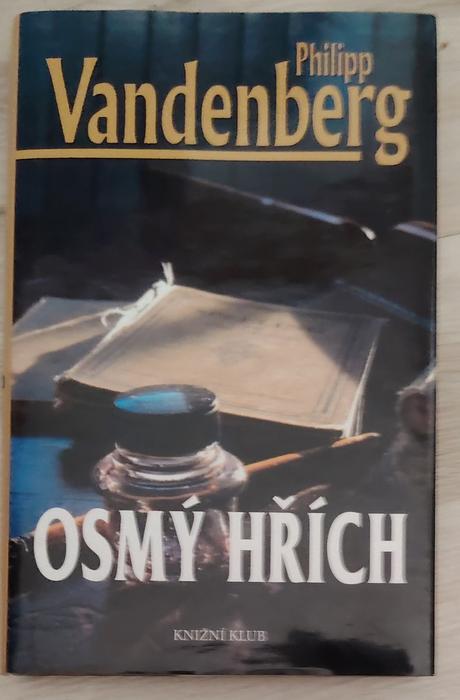 Philipp
Vandenberg
OSMÝ HŘÍCH
KNIŽNÍ KLUB